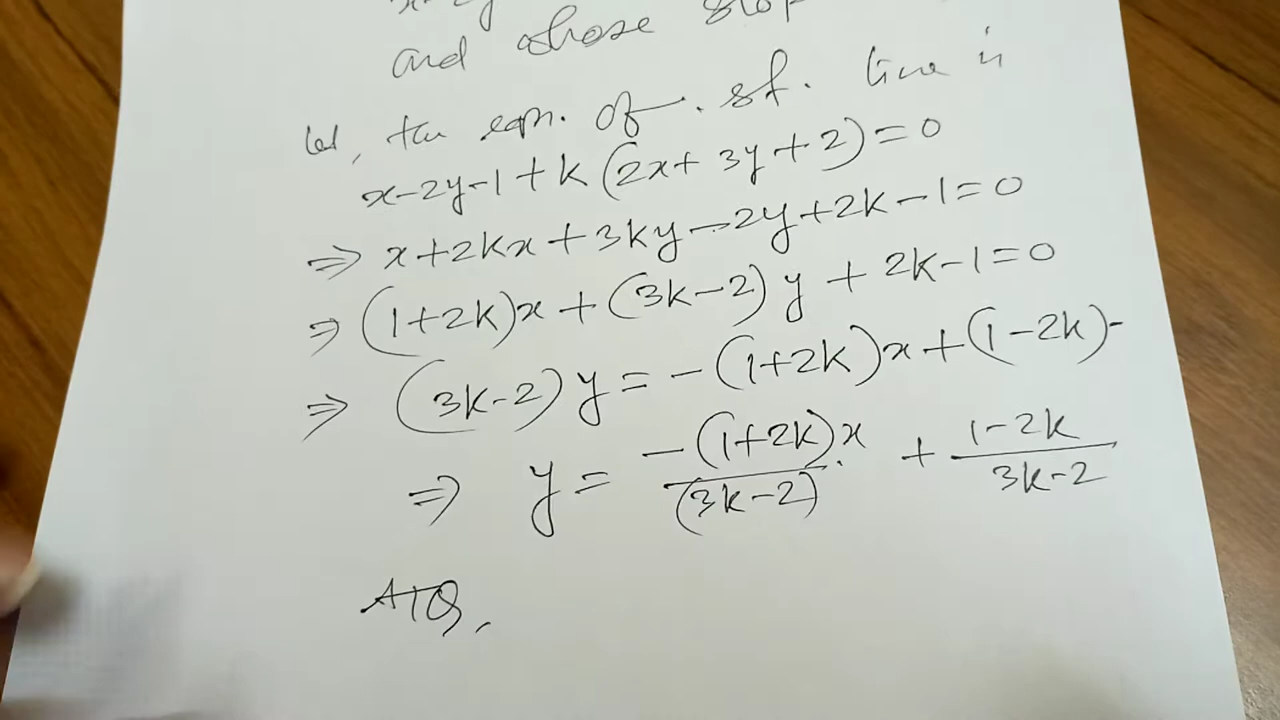 and whose
Let, the eqn. of. st. line is
x-2y-1+k(2x+3y+2)=0
⇒ x+2kx+3ky-2y+2k-1=0
⇒ (1+2k)x+(3k-2)y+2k-1=0
⇒ (3k-2)y=-(1+2k)x+(1-2k)-
⇒ y= -(1+2k)x/(3k-2) + 1-2k/3k-2
ATQ,